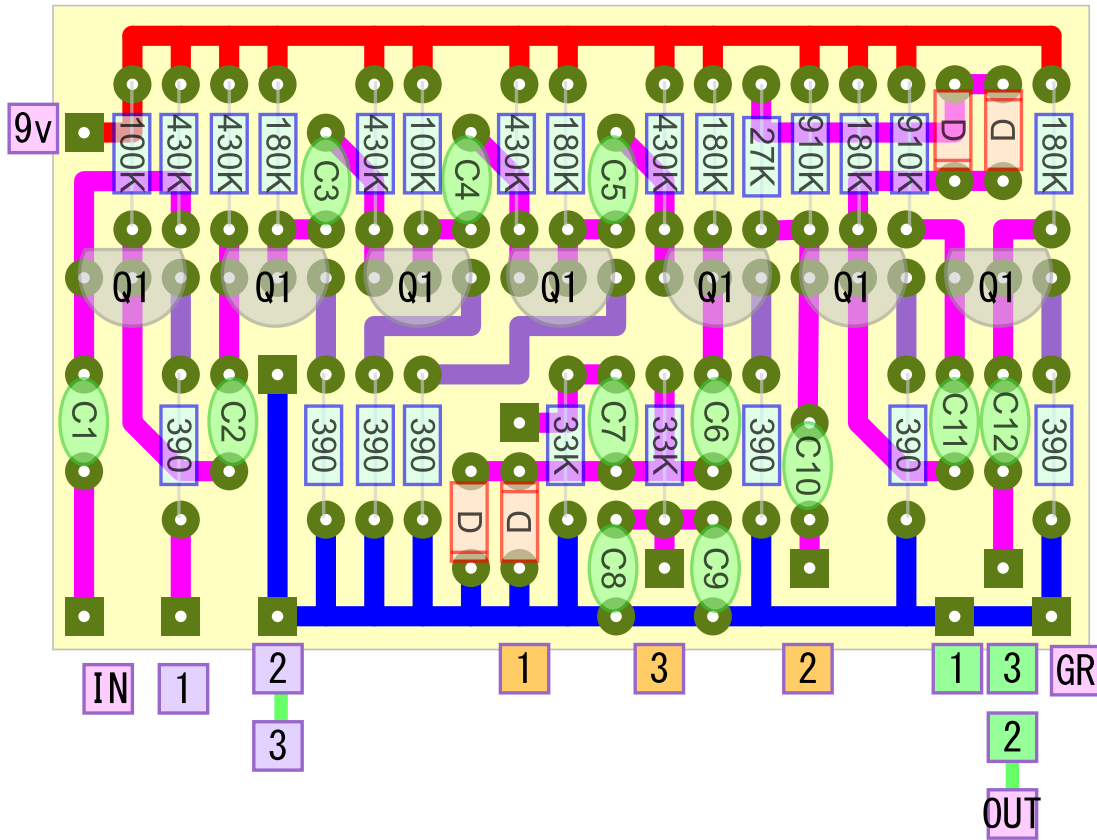 9v
100K 430K 430K 180K C3 430K 100K C4 430K 180K C5 430K 180K 27K 910K 180K 910K D D 180K
Q1 Q1 Q1 Q1 Q1 Q1 Q1
C1 390 C2 390 390 390 33K C7 33K C6 390 C10 390 C11 C12 390
D D C8 C9
IN 1 2 1 3 2 1 3 GR
3 2
OUT